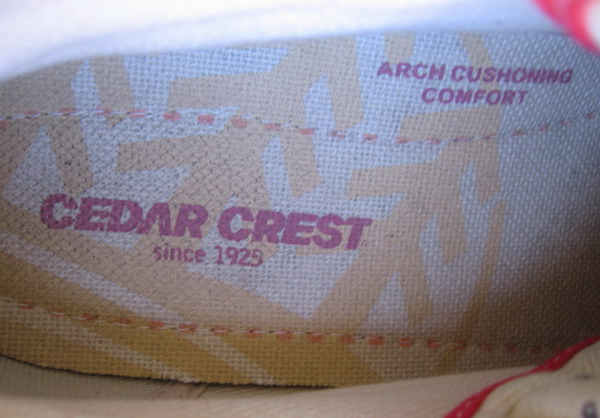 ARCH CUSHIONING
COMFORT
CEDAR CREST
since 1925